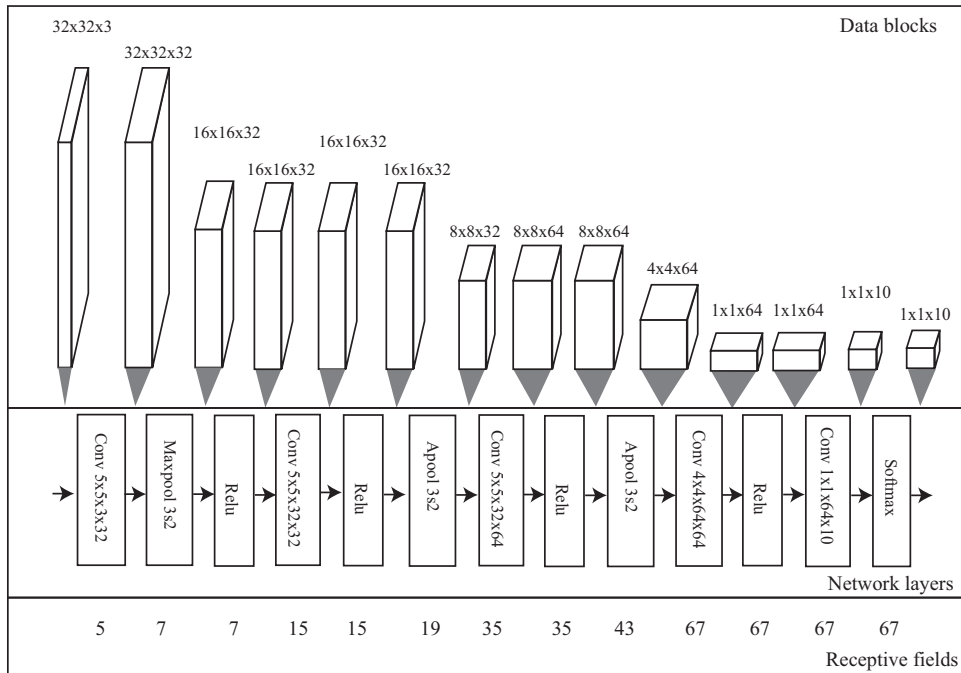 Data blocks
32x32x3
32x32x32
16x16x32
16x16x32
16x16x32
16x16x32
8x8x32
8x8x64
8x8x64
4x4x64
1x1x64
1x1x64
1x1x10
1x1x10
Conv 5x5x3x32
Maxpool 3s2
Relu
Conv 5x5x32x32
Relu
Apool 3s2
Conv 5x5x32x64
Relu
Apool 3s2
Conv 4x4x64x64
Relu
Conv 1x1x64x10
Softmax
Network layers
5 7 7 15 15 19 35 35 43 67 67 67 67
Receptive fields